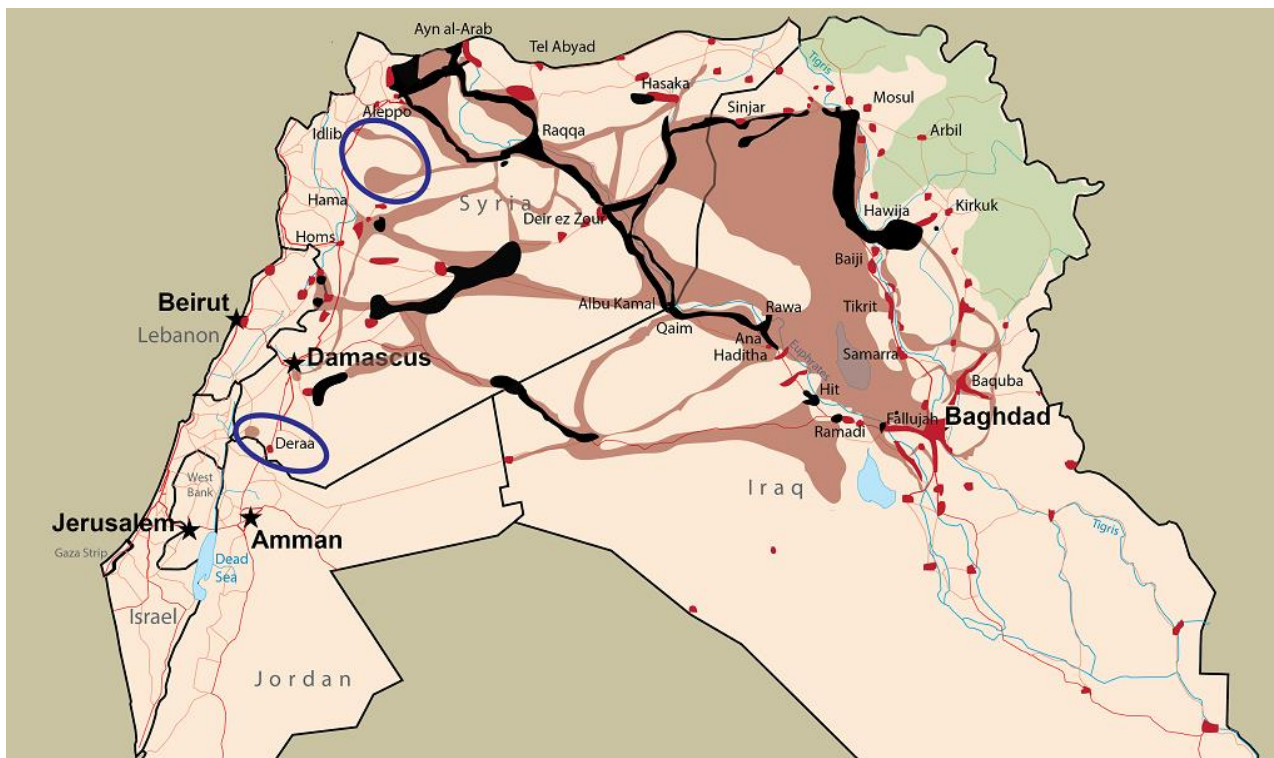 Ayn al-Arab
Tel Abyad
Tigris
Hasaka
Mosul
Sinjar
Aleppo
Idlib
Raqqa
Arbil
Hama
Syria
Deir ez Zour
Hawija
Kirkuk
Homs
Baiji
Beirut
Lebanon
Albu Kamal
Rawa
Tikrit
Qaim
Ana
Haditha
Euphrates
Samarra
Damascus
Hit
Baquba
Fallujah
Baghdad
Ramadi
Deraa
West
Bank
Iraq
Jerusalem
Amman
Tigris
Gaza Strip
Dead
Sea
Israel
Jordan